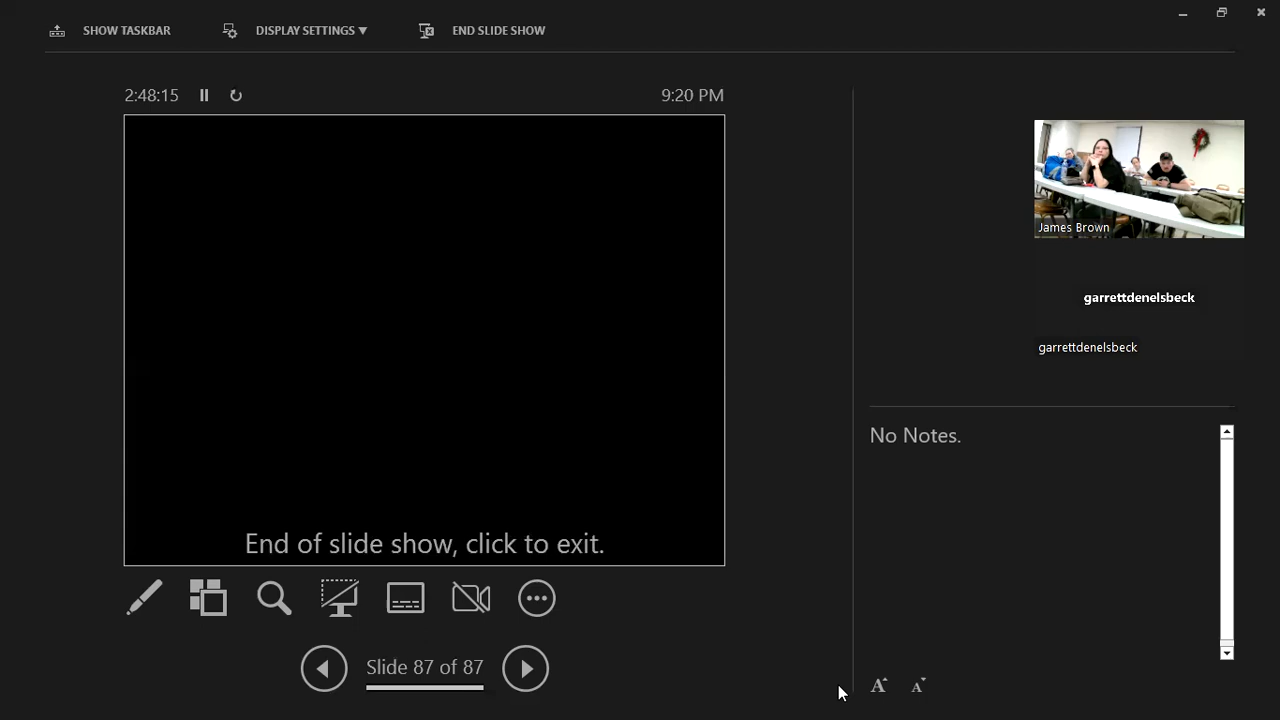 SHOW TASKBAR
DISPLAY SETTINGS ▼
END SLIDE SHOW
2:48:15
9:20 PM
End of slide show, click to exit.
Slide 87 of 87
James Brown
garrettdenelsbeck
garrettdenelsbeck
No Notes.
A A